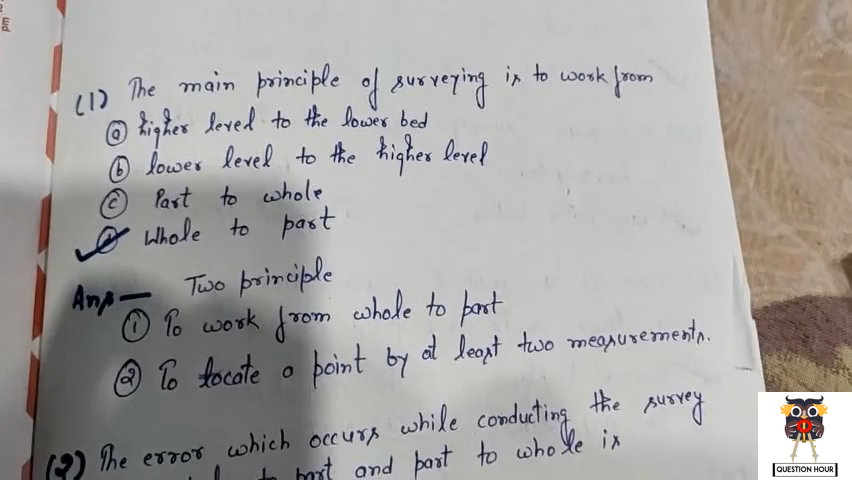 (1) The main principle of surveying is to work from
(a) higher level to the lower bed
(b) lower level to the higher level
(c) Part to whole
(d) Whole to part
Ans — Two principle
(1) To work from whole to part
(2) To locate a point by at least two measurements.
(2) The error which occurs while conducting the survey
to part and part to whole is
pm
QUESTION HOUR